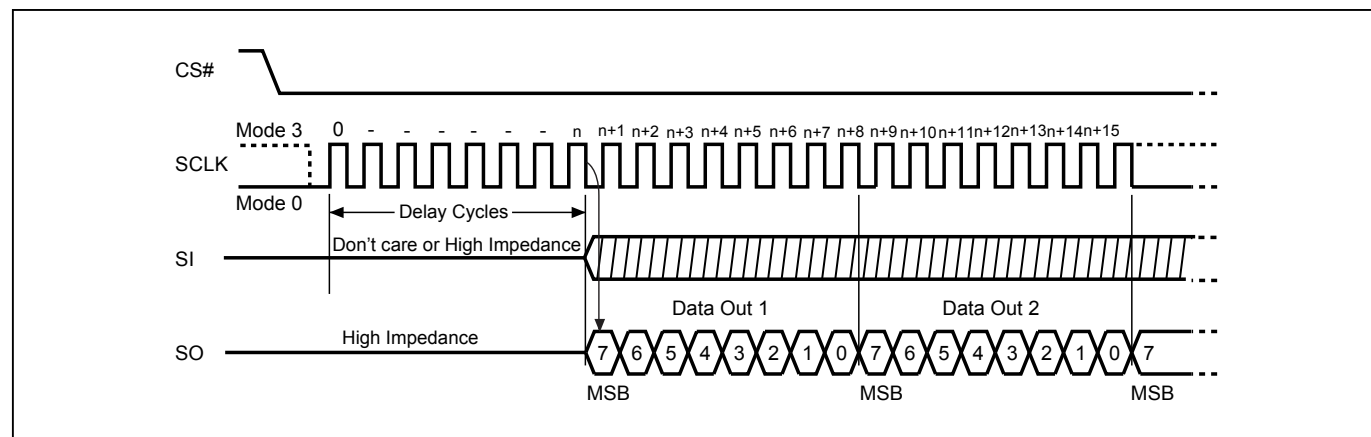 CS#
Mode 3
0 - - - - - - n n+1 n+2 n+3 n+4 n+5 n+6 n+7 n+8 n+9 n+10 n+11 n+12 n+13 n+14 n+15
SCLK
Mode 0
Delay Cycles
Don't care or High Impedance
SI
Data Out 1 Data Out 2
High Impedance
SO
7 6 5 4 3 2 1 0 7 6 5 4 3 2 1 0 7
MSB MSB MSB